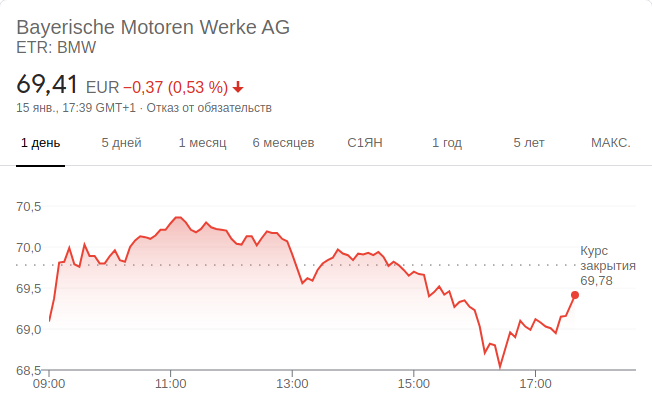 Bayerische Motoren Werke AG
ETR: BMW
69,41 EUR −0,37 (0,53 %) 🡇
15 янв., 17:39 GMT+1 · Отказ от обязательств
1 день 5 дней 1 месяц 6 месяцев С1ЯН 1 год 5 лет МАКС.
70,5
70,0
69,5
69,0
68,5
Курс
закрытия
69,78
09:00 11:00 13:00 15:00 17:00